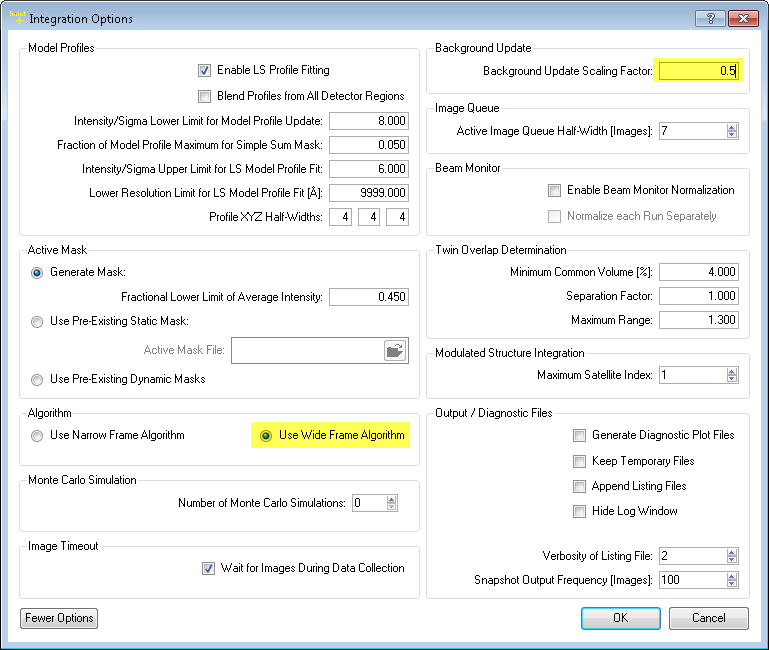 Saint
+
Integration Options
?
Model Profiles
Enable LS Profile Fitting
Blend Profiles from All Detector Regions
Intensity/Sigma Lower Limit for Model Profile Update: 8.000
Fraction of Model Profile Maximum for Simple Sum Mask: 0.050
Intensity/Sigma Upper Limit for LS Model Profile Fit: 6.000
Lower Resolution Limit for LS Model Profile Fit [Å]: 9999.000
Profile XYZ Half-Widths: 4 4 4
Active Mask
Generate Mask:
Fractional Lower Limit of Average Intensity: 0.450
Use Pre-Existing Static Mask:
Active Mask File:
Use Pre-Existing Dynamic Masks
Algorithm
Use Narrow Frame Algorithm Use Wide Frame Algorithm
Monte Carlo Simulation
Number of Monte Carlo Simulations: 0
Image Timeout
Wait for Images During Data Collection
Fewer Options
Background Update
Background Update Scaling Factor: 0.5
Image Queue
Active Image Queue Half-Width [Images]: 7
Beam Monitor
Enable Beam Monitor Normalization
Normalize each Run Separately
Twin Overlap Determination
Minimum Common Volume [%]: 4.000
Separation Factor: 1.000
Maximum Range: 1.300
Modulated Structure Integration
Maximum Satellite Index: 1
Output / Diagnostic Files
Generate Diagnostic Plot Files
Keep Temporary Files
Append Listing Files
Hide Log Window
Verbosity of Listing File: 2
Snapshot Output Frequency [Images]: 100
OK Cancel